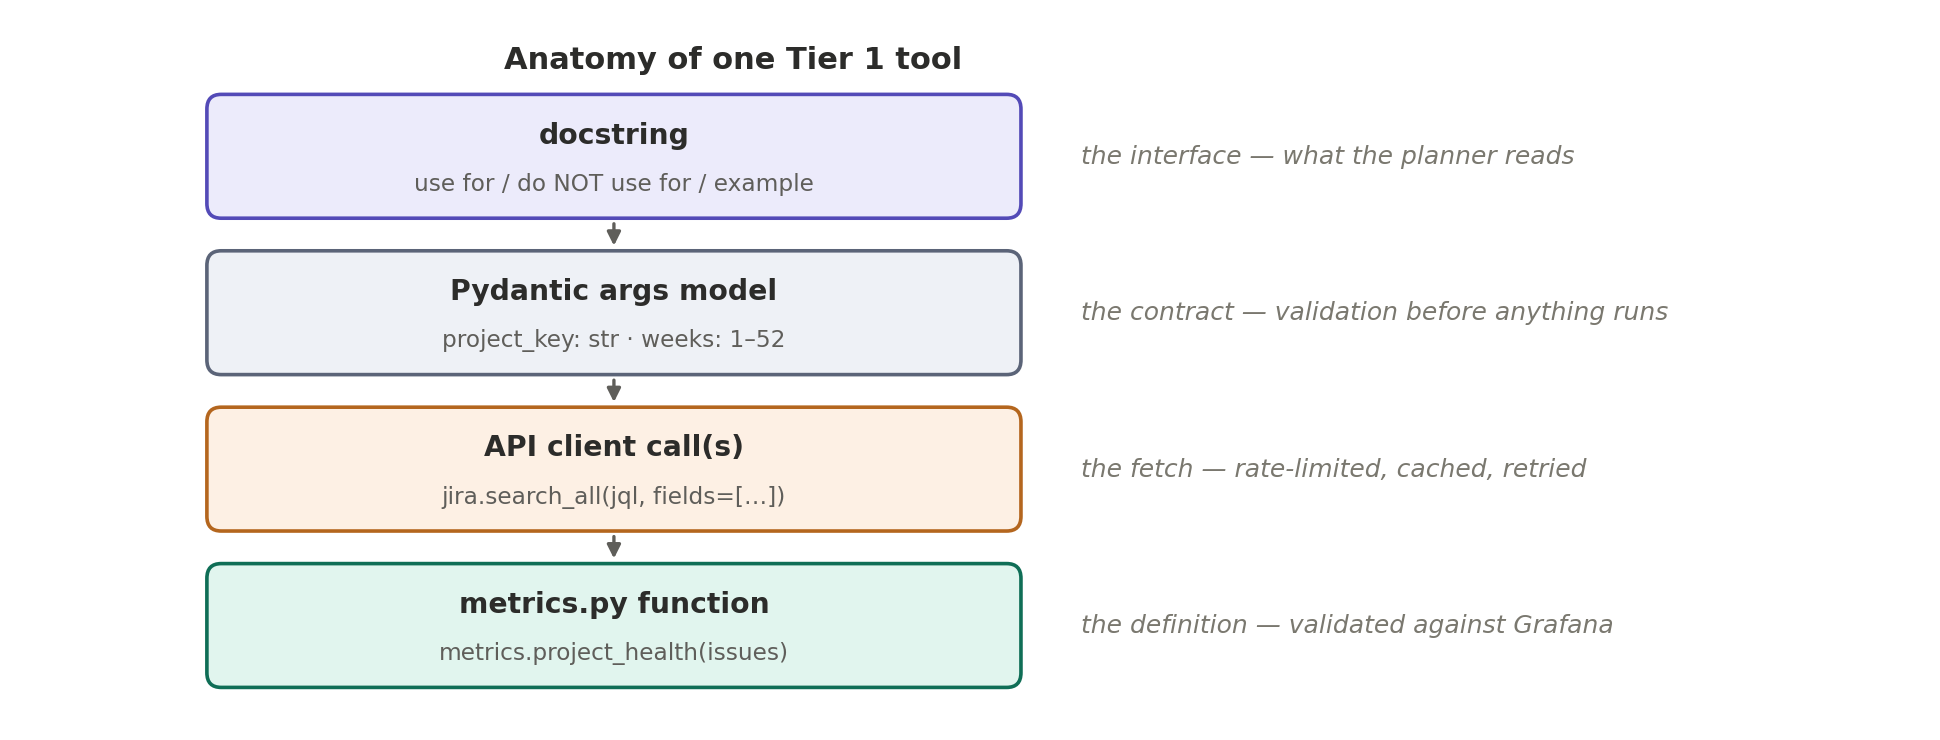 Anatomy of one Tier 1 tool
docstring
use for / do NOT use for / example
the interface — what the planner reads
Pydantic args model
project_key: str · weeks: 1–52
the contract — validation before anything runs
API client call(s)
jira.search_all(jql, fields=[…])
the fetch — rate-limited, cached, retried
metrics.py function
metrics.project_health(issues)
the definition — validated against Grafana